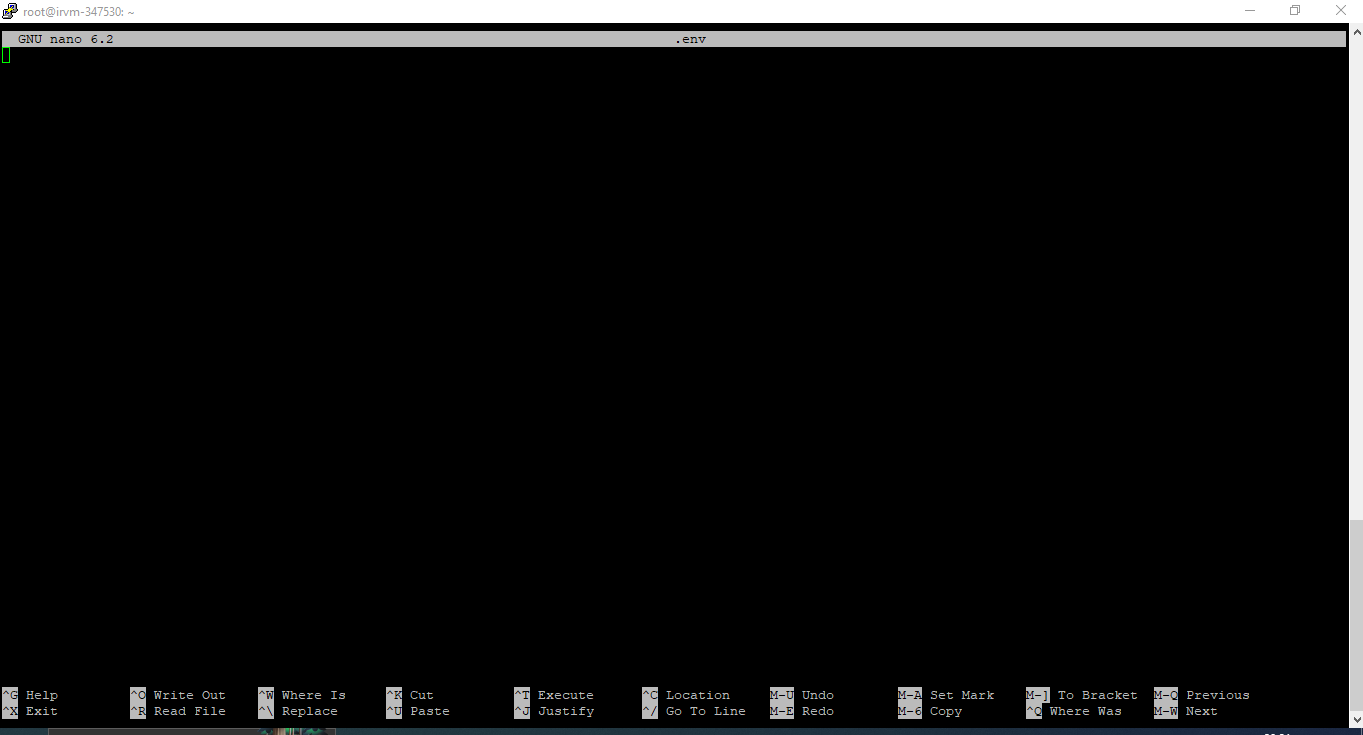 root@irvm-347530: ~
GNU nano 6.2 .env
^G Help ^O Write Out ^W Where Is ^K Cut ^T Execute ^C Location M-U Undo M-A Set Mark M-] To Bracket M-Q Previous
^X Exit ^R Read File ^\ Replace ^U Paste ^J Justify ^/ Go To Line M-E Redo M-6 Copy ^Q Where Was M-W Next